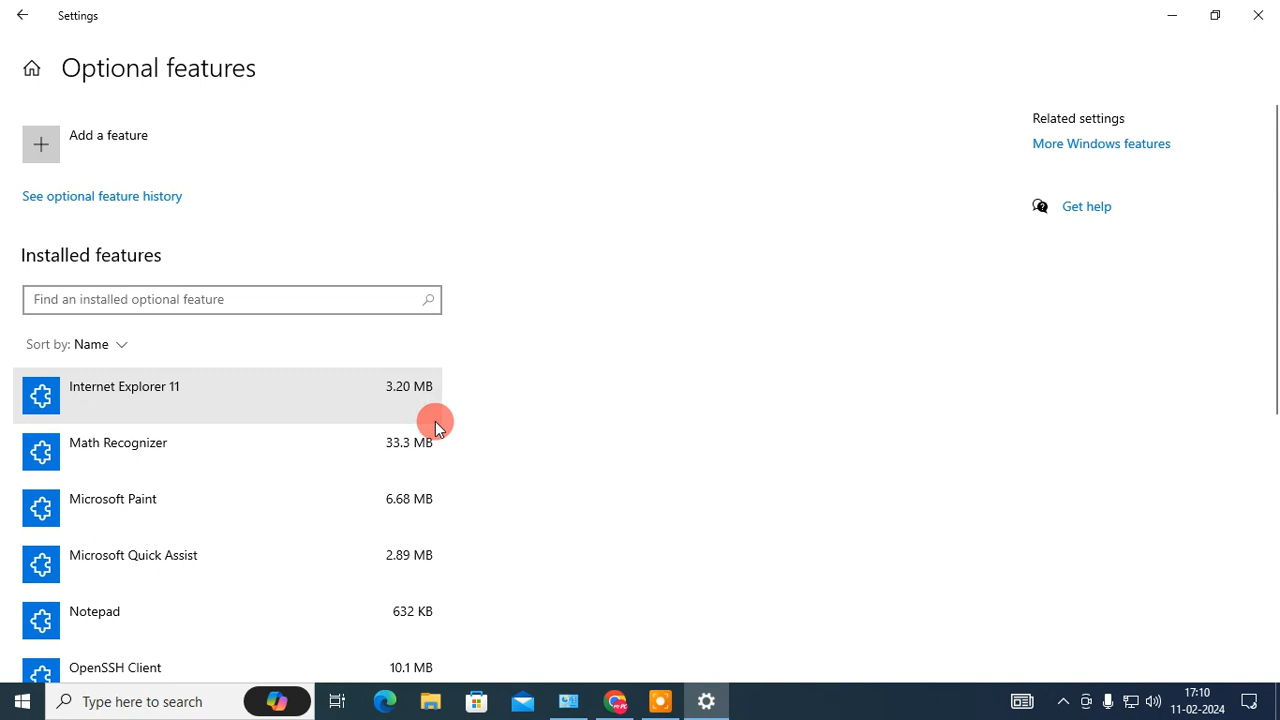 Settings
Optional features
Add a feature
See optional feature history
Installed features
Find an installed optional feature
Sort by: Name
Internet Explorer 11 3.20 MB
Math Recognizer 33.3 MB
Microsoft Paint 6.68 MB
Microsoft Quick Assist 2.89 MB
Notepad 632 KB
OpenSSH Client 10.1 MB
Related settings
More Windows features
Get help
Type here to search
17:10
11-02-2024